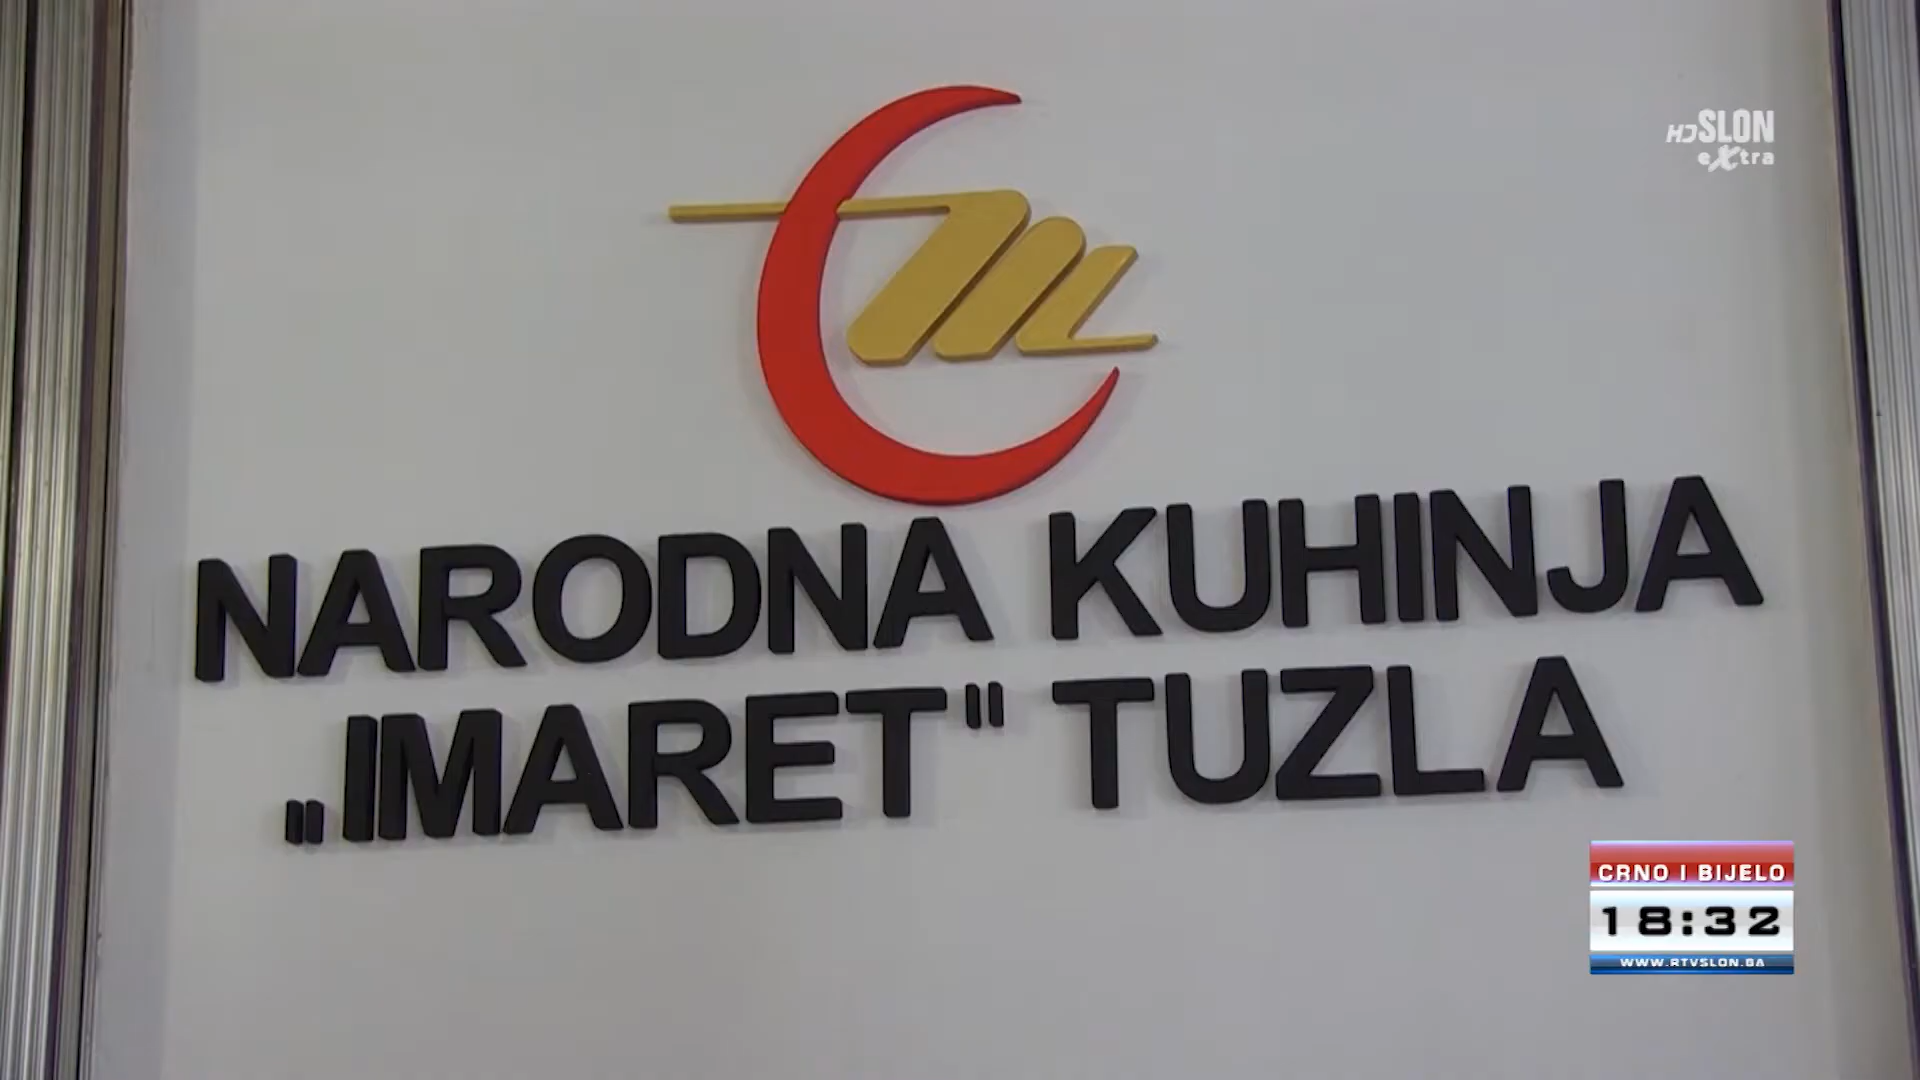 HD SLON
extra
NARODNA KUHINJA
„IMARET" TUZLA
CRNO I BIJELO
18:32
WWW.RTVSLON.BA